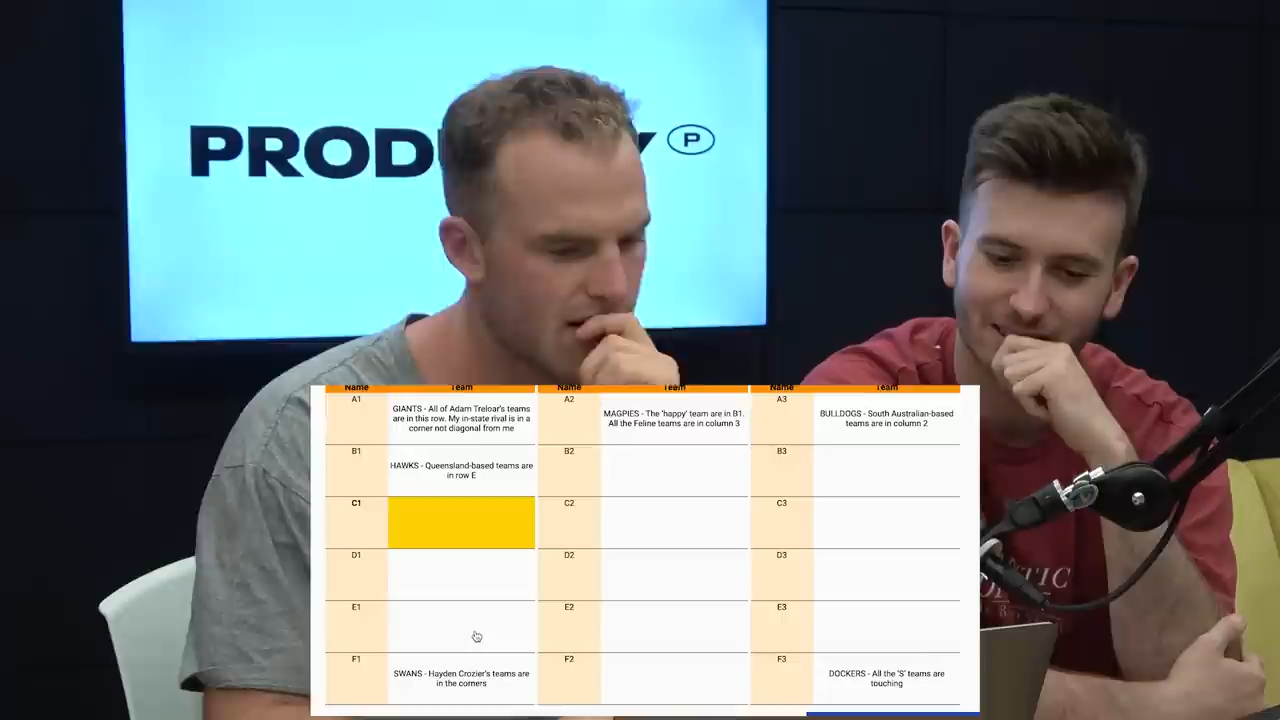 PROD
P
Name Team Name Team Name Team
A1 GIANTS - All of Adam Treloar's teams
are in this row. My in-state rival is in a
corner not diagonal from me
A2 MAGPIES - The 'happy' team are in B1.
All the Feline teams are in column 3
A3 BULLDOGS - South Australian-based
teams are in column 2
B1 HAWKS - Queensland-based teams are
in row E
B2
B3
C1
C2
C3
D1
D2
D3
E1
E2
E3
F1 SWANS - Hayden Crozier's teams are
in the corners
F2
F3 DOCKERS - All the 'S' teams are
touching